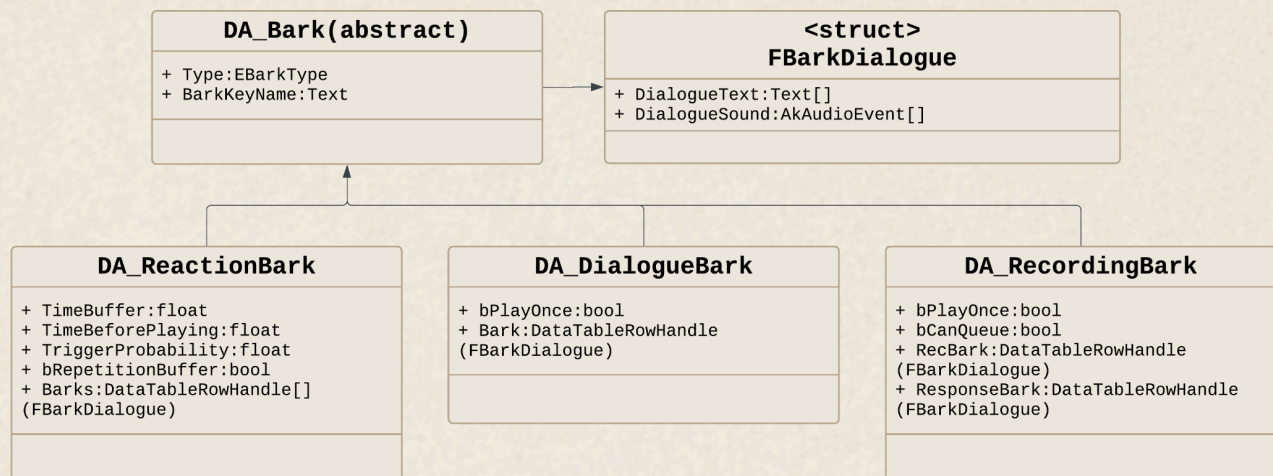 DA_Bark(abstract)
+ Type:EBarkType
+ BarkKeyName:Text
<struct>
FBarkDialogue
+ DialogueText:Text[]
+ DialogueSound:AkAudioEvent[]
DA_ReactionBark
+ TimeBuffer:float
+ TimeBeforePlaying:float
+ TriggerProbability:float
+ bRepetitionBuffer:bool
+ Barks:DataTableRowHandle[]
(FBarkDialogue)
DA_DialogueBark
+ bPlayOnce:bool
+ Bark:DataTableRowHandle
(FBarkDialogue)
DA_RecordingBark
+ bPlayOnce:bool
+ bCanQueue:bool
+ RecBark:DataTableRowHandle
(FBarkDialogue)
+ ResponseBark:DataTableRowHandle
(FBarkDialogue)